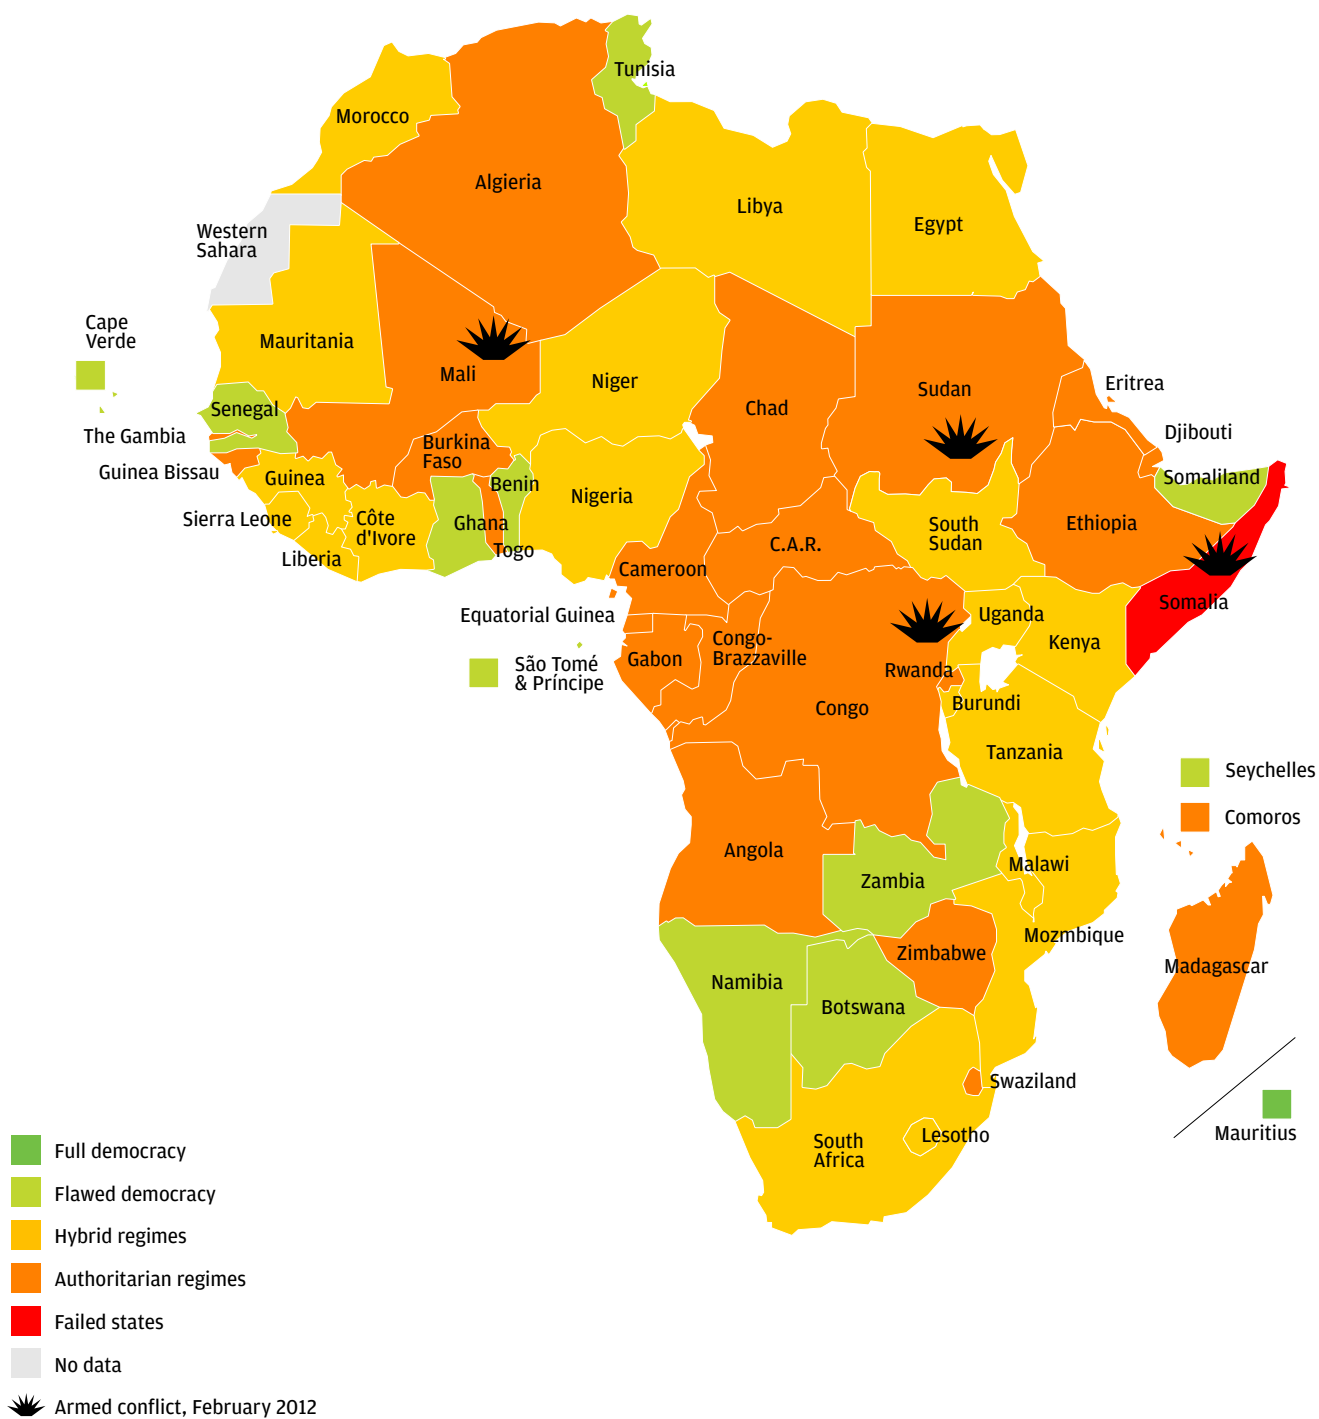 Tunisia
Morocco
Algieria
Libya
Egypt
Western
Sahara
Cape
Verde
Mauritania
Mali
Niger
Chad
Sudan
Eritrea
Senegal
The Gambia
Burkina
Faso
Djibouti
Guinea Bissau
Guinea
Benin
Nigeria
Somaliland
Sierra Leone
Côte
d'Ivore
Ghana
Togo
South
Sudan
Ethiopia
Liberia
C.A.R.
Cameroon
Somalia
Equatorial Guinea
Uganda
Kenya
São Tomé
& Príncipe
Gabon
Congo-
Brazzaville
Rwanda
Congo
Burundi
Tanzania
Seychelles
Comoros
Angola
Zambia
Malawi
Mozmbique
Zimbabwe
Madagascar
Namibia
Botswana
Swaziland
Lesotho
South
Africa
Mauritius
Full democracy
Flawed democracy
Hybrid regimes
Authoritarian regimes
Failed states
No data
Armed conflict, February 2012